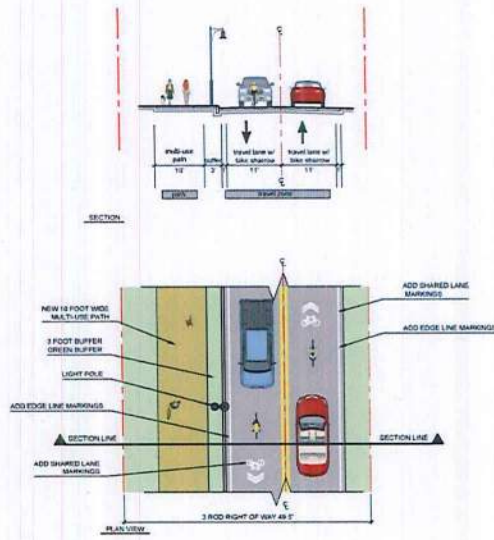 ℄
multi-use
path
buffer
travel lane w/
bike sharrow
travel lane w/
bike sharrow
10'
3'
11'
11'
℄
path
travel zone
SECTION
℄
NEW 10 FOOT WIDE
MULTI-USE PATH
3 FOOT BUFFER
GREEN BUFFER
LIGHT POLE
ADD EDGE LINE MARKINGS
SECTION LINE
ADD SHARED LANE
MARKINGS
ADD SHARED LANE
MARKINGS
ADD EDGE LINE MARKINGS
SECTION LINE
℄
3 ROD RIGHT OF WAY 49.5'
PLAN VIEW